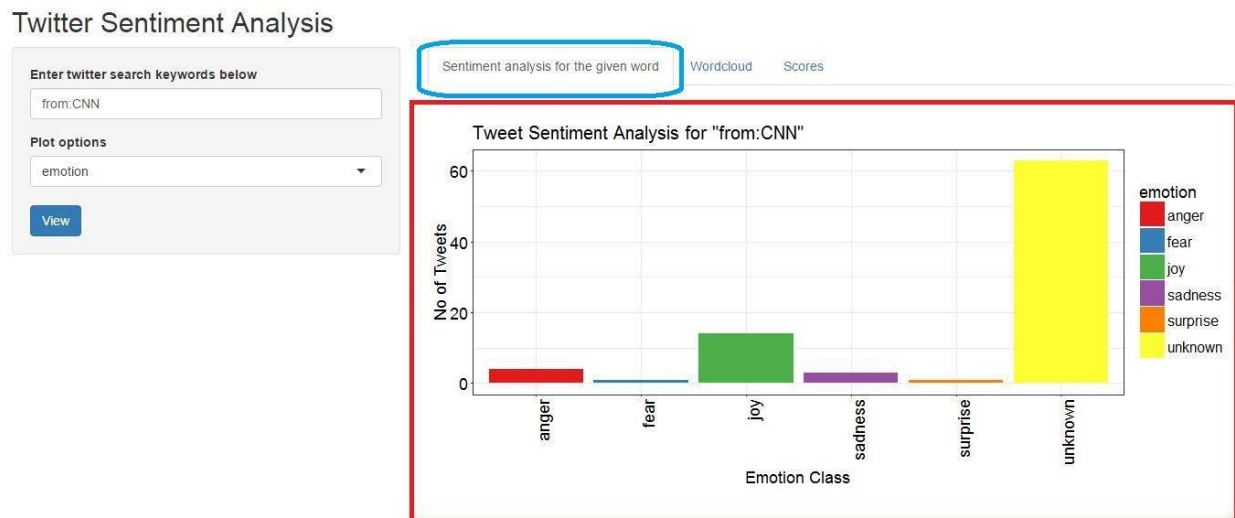 Twitter Sentiment Analysis
Enter twitter search keywords below
from:CNN
Plot options
emotion
View
Sentiment analysis for the given word
Wordcloud
Scores
Tweet Sentiment Analysis for "from:CNN"
No of Tweets
60
40
20
0
anger
fear
joy
sadness
surprise
unknown
Emotion Class
emotion
anger
fear
joy
sadness
surprise
unknown